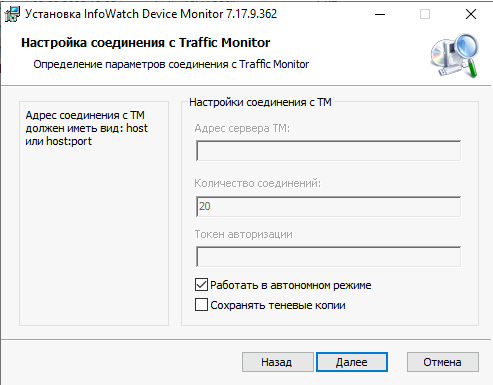 Установка InfoWatch Device Monitor 7.17.9.362
Настройка соединения с Traffic Monitor
Определение параметров соединения с Traffic Monitor
Адрес соединения с ТМ
должен иметь вид: host
или host:port
Настройки соединения с ТМ
Адрес сервера ТМ:
Количество соединений:
20
Токен авторизации
Работать в автономном режиме
Сохранять теневые копии
Назад
Далее
Отмена